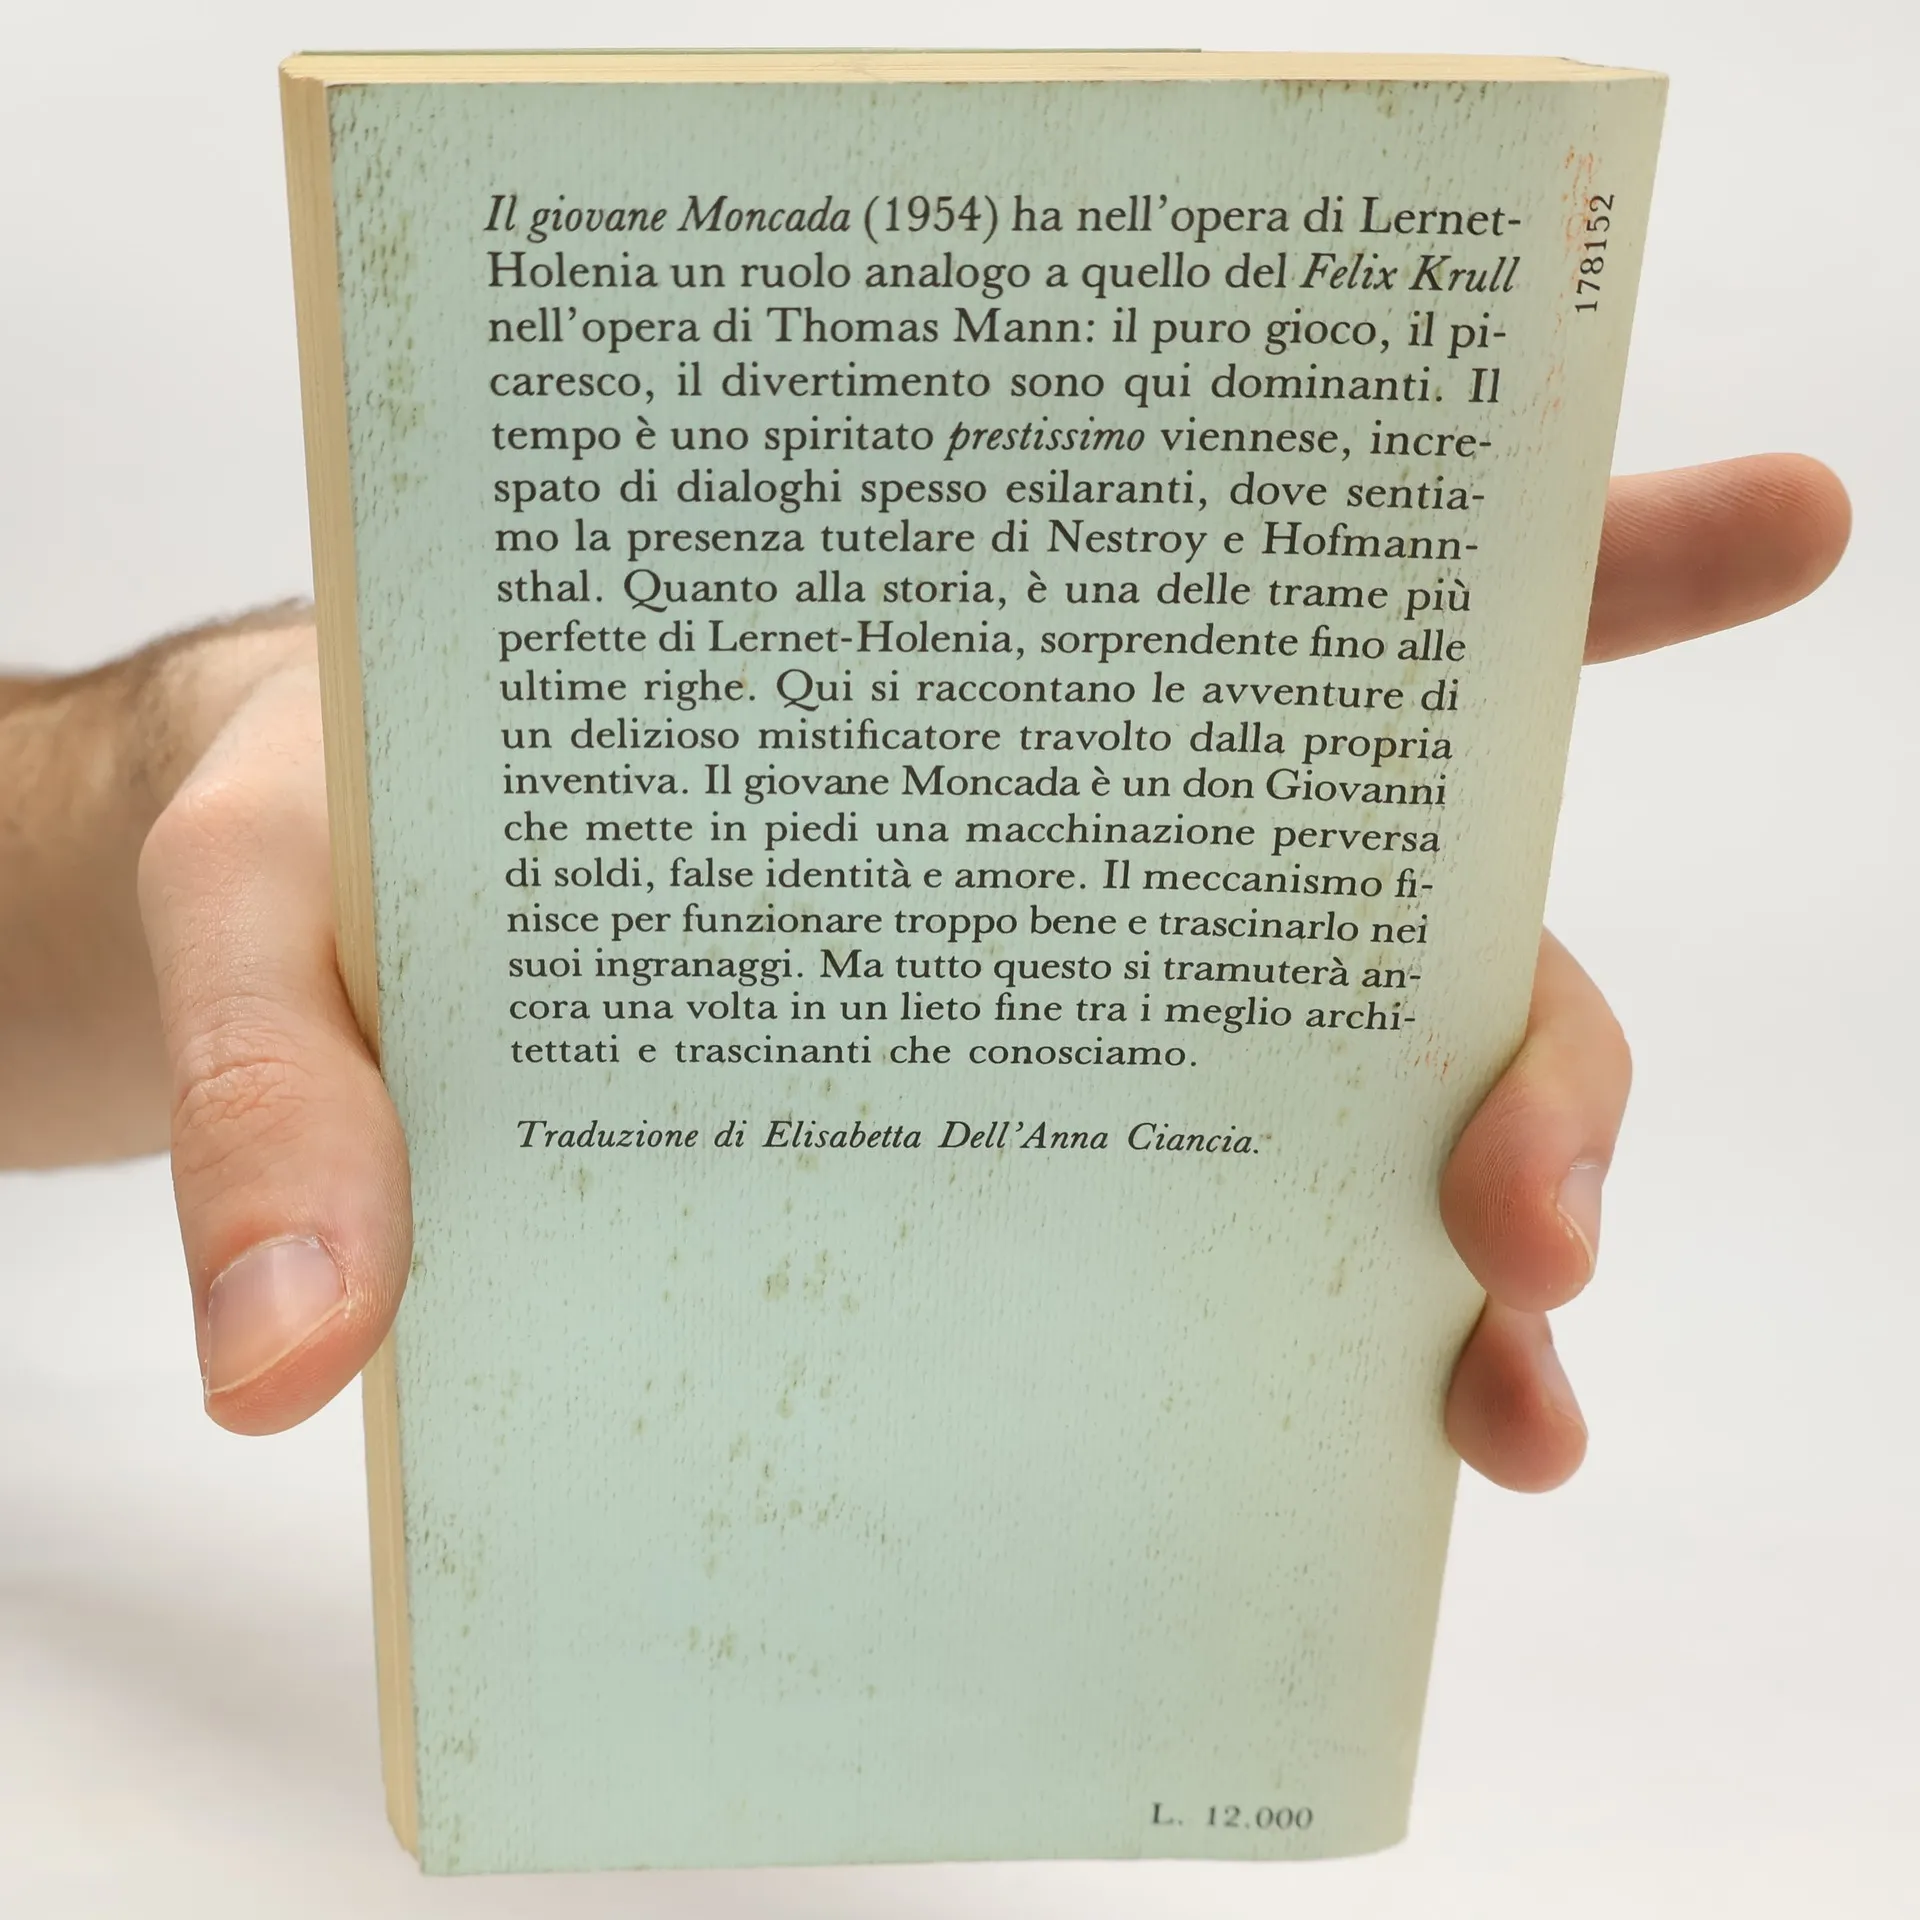 Il giovane Moncada (1954) ha nell'opera di Lernet-
Holenia un ruolo analogo a quello del Felix Krull
nell'opera di Thomas Mann: il puro gioco, il pi-
caresco, il divertimento sono qui dominanti. Il
tempo è uno spiritato prestissimo viennese, incre-
spato di dialoghi spesso esilaranti, dove sentia-
mo la presenza tutelare di Nestroy e Hofmann-
sthal. Quanto alla storia, è una delle trame più
perfette di Lernet-Holenia, sorprendente fino alle
ultime righe. Qui si raccontano le avventure di
un delizioso mistificatore travolto dalla propria
inventiva. Il giovane Moncada è un don Giovanni
che mette in piedi una macchinazione perversa
di soldi, false identità e amore. Il meccanismo fi-
nisce per funzionare troppo bene e trascinarlo nei
suoi ingranaggi. Ma tutto questo si tramuterà an-
cora una volta in un lieto fine tra i meglio archi-
tettati e trascinanti che conosciamo.
Traduzione di Elisabetta Dell'Anna Ciancia.
178152
L. 12.000